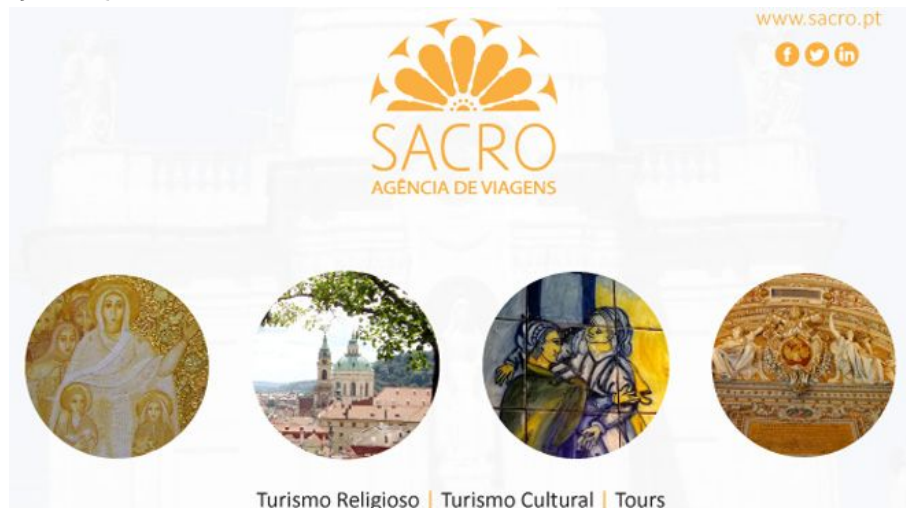 www.sacro.pt
SACRO
AGÊNCIA DE VIAGENS
Turismo Religioso | Turismo Cultural | Tours